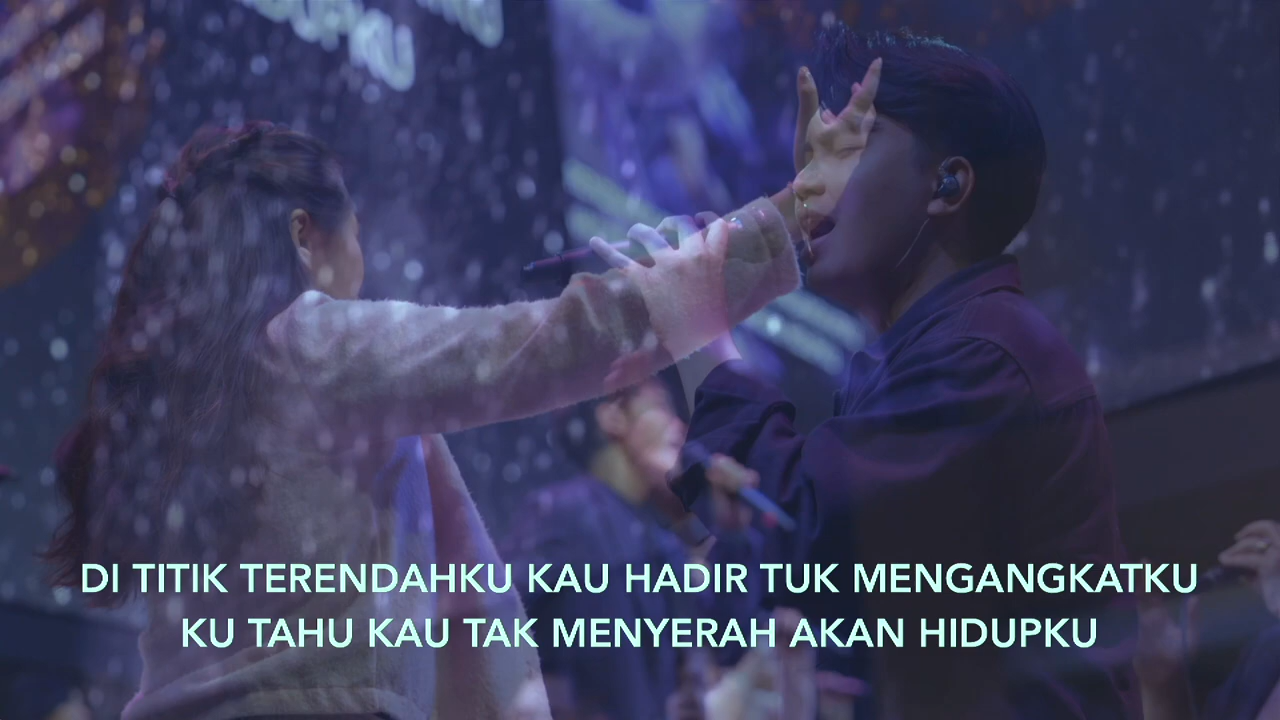 DI TITIK TERENDAHKU KAU HADIR TUK MENGANGKATKU
KU TAHU KAU TAK MENYERAH AKAN HIDUPKU